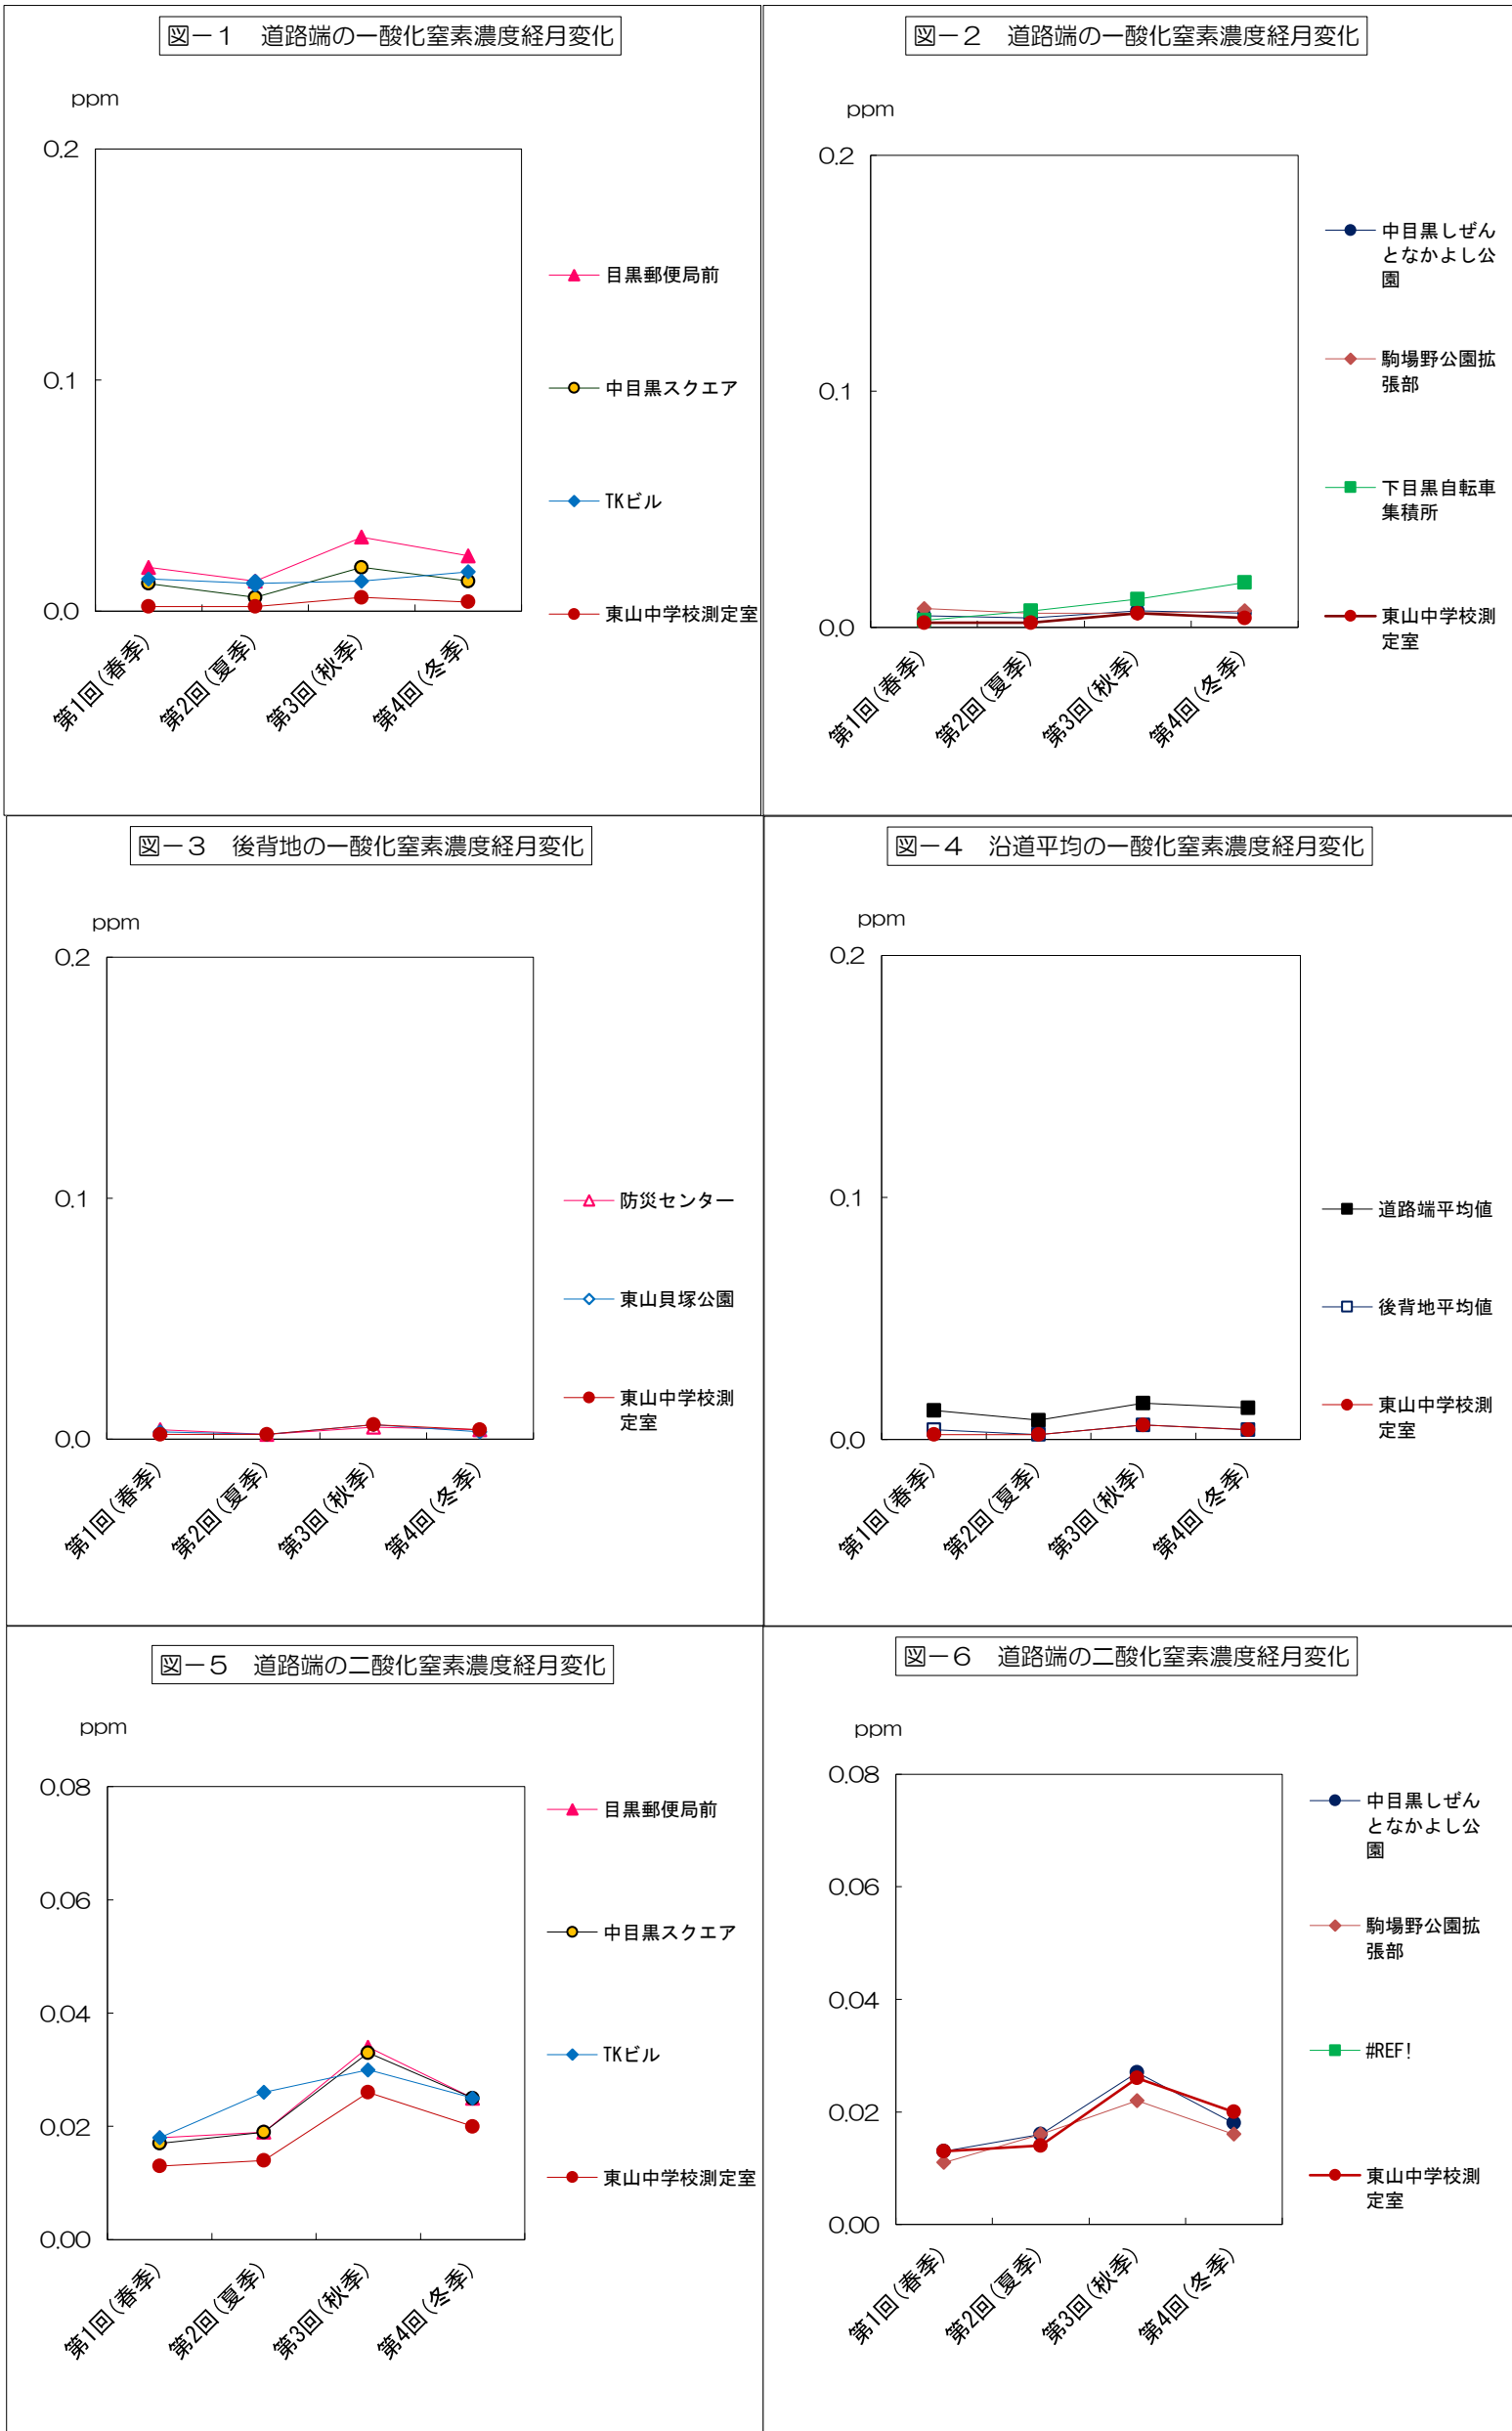 図－1　道路端の一酸化窒素濃度経月変化
ppm
0.2
0.1
0.0
第1回(春季)
第2回(夏季)
第3回(秋季)
第4回(冬季)
目黒郵便局前
中目黒スクエア
TKビル
東山中学校測定室
図－2　道路端の一酸化窒素濃度経月変化
ppm
0.2
0.1
0.0
第1回(春季)
第2回(夏季)
第3回(秋季)
第4回(冬季)
中目黒しぜん
となかよし公
園
駒場野公園拡
張部
下目黒自転車
集積所
東山中学校測
定室
図－3　後背地の一酸化窒素濃度経月変化
ppm
0.2
0.1
0.0
第1回(春季)
第2回(夏季)
第3回(秋季)
第4回(冬季)
防災センター
東山貝塚公園
東山中学校測
定室
図－4　沿道平均の一酸化窒素濃度経月変化
ppm
0.2
0.1
0.0
第1回(春季)
第2回(夏季)
第3回(秋季)
第4回(冬季)
道路端平均値
後背地平均値
東山中学校測
定室
図－5　道路端の二酸化窒素濃度経月変化
ppm
0.08
0.06
0.04
0.02
0.00
第1回(春季)
第2回(夏季)
第3回(秋季)
第4回(冬季)
目黒郵便局前
中目黒スクエア
TKビル
東山中学校測定室
図－6　道路端の二酸化窒素濃度経月変化
ppm
0.08
0.06
0.04
0.02
0.00
第1回(春季)
第2回(夏季)
第3回(秋季)
第4回(冬季)
中目黒しぜん
となかよし公
園
駒場野公園拡
張部
#REF!
東山中学校測
定室